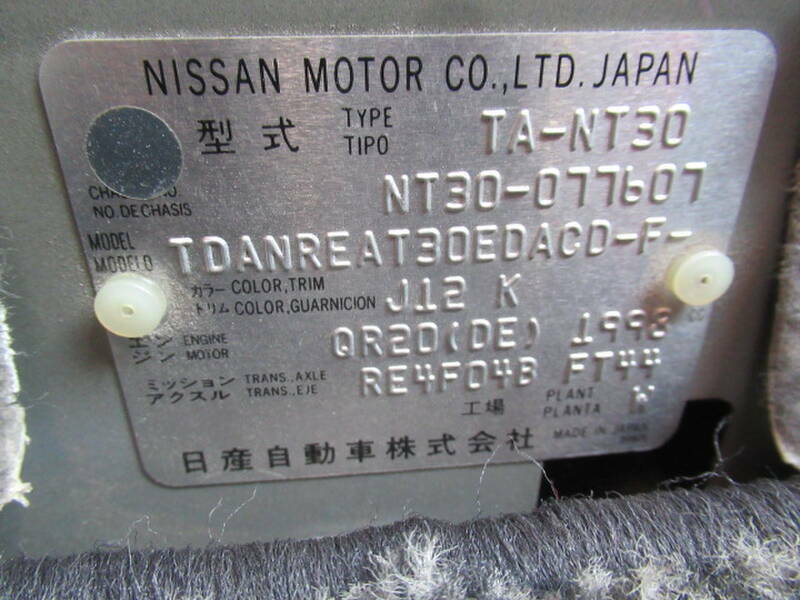 NISSAN MOTOR CO.,LTD. JAPAN
型式 TYPE TIPO TA-NT30
NT30-077607
NO. DE CHASIS
MODEL TDANREAT30EDACD-F-
MODELO
カラー COLOR,TRIM J12 K
トリム COLOR,GUARNICION
エン ENGINE QR20(DE) 1998 CC
ジン MOTOR
ミッション TRANS.,AXLE RE4F04B FT44
アクスル TRANS.,EJE
工場 PLANT PLANTA W
日産自動車株式会社 MADE IN JAPAN